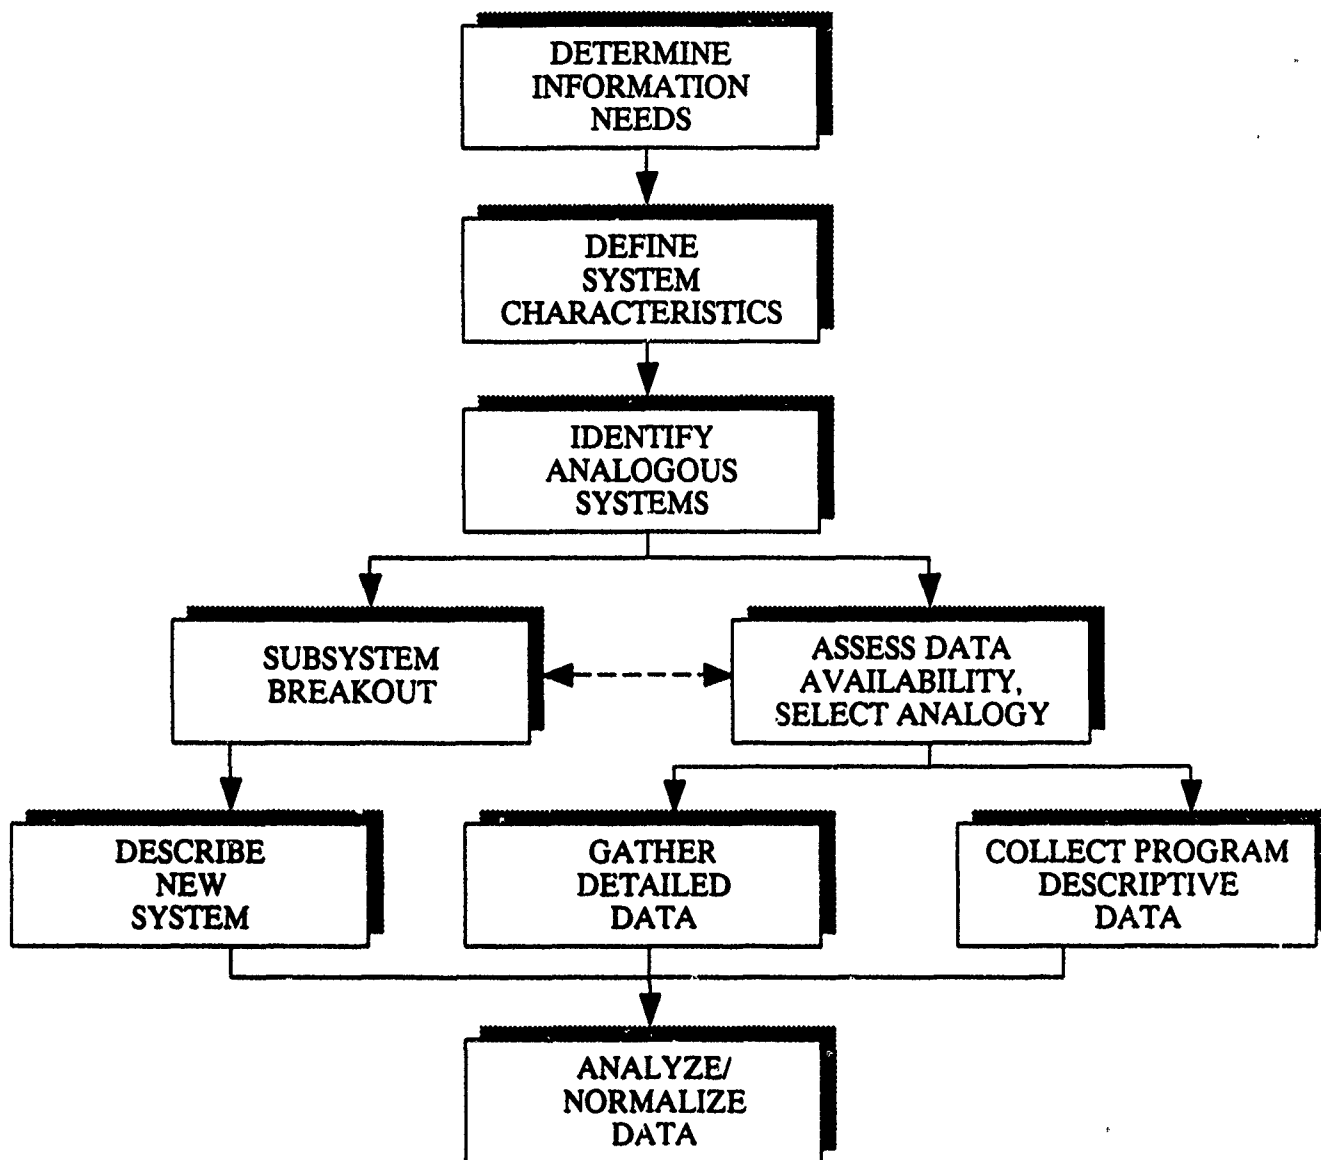 DETERMINE
INFORMATION
NEEDS
DEFINE
SYSTEM
CHARACTERISTICS
IDENTIFY
ANALOGOUS
SYSTEMS
SUBSYSTEM
BREAKOUT
ASSESS DATA
AVAILABILITY,
SELECT ANALOGY
DESCRIBE
NEW
SYSTEM
GATHER
DETAILED
DATA
COLLECT PROGRAM
DESCRIPTIVE
DATA
ANALYZE/
NORMALIZE
DATA